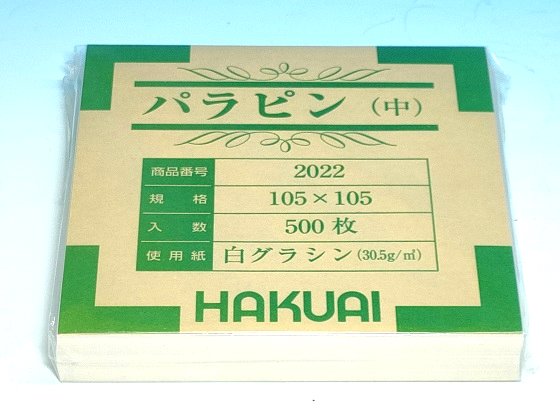 パラピン(中)
商品番号 2022
規格 105×105
入数 500枚
使用紙 白グラシン(30.5g/㎡)
HAKUAI